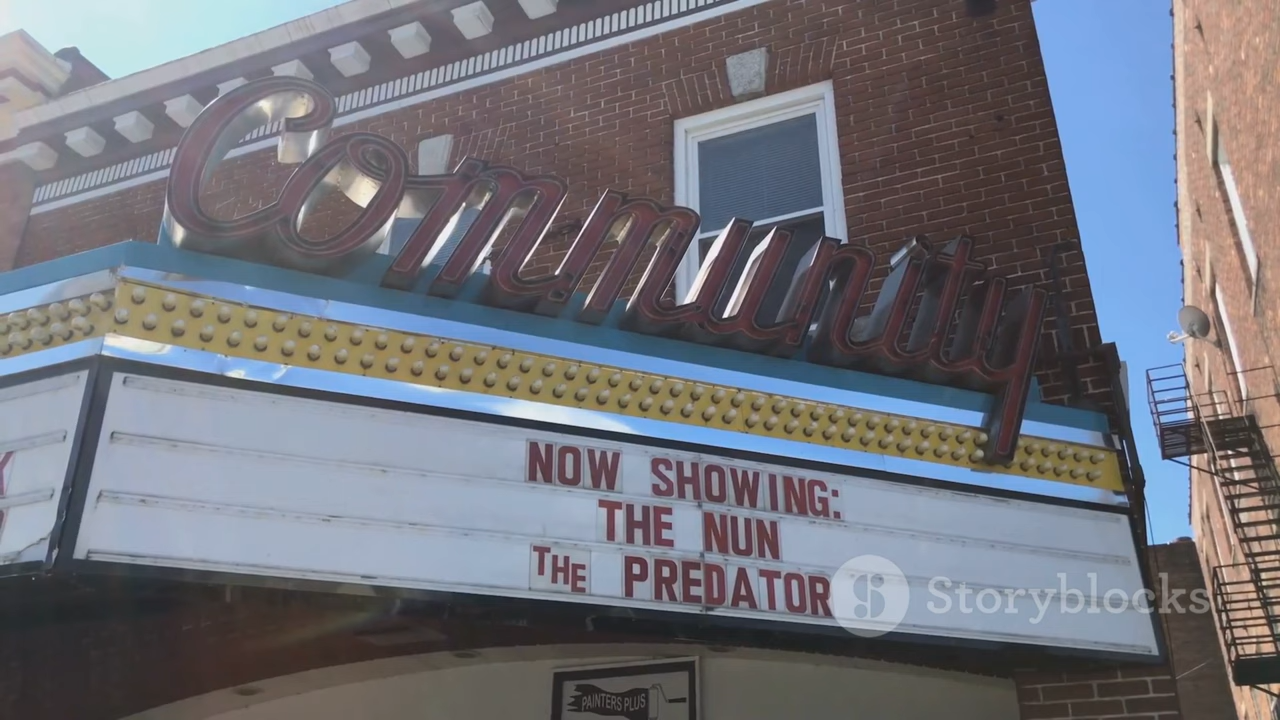 Community
NOW SHOWING:
THE NUN
THE PREDATOR
Storyblocks
PAINTERS PLUS